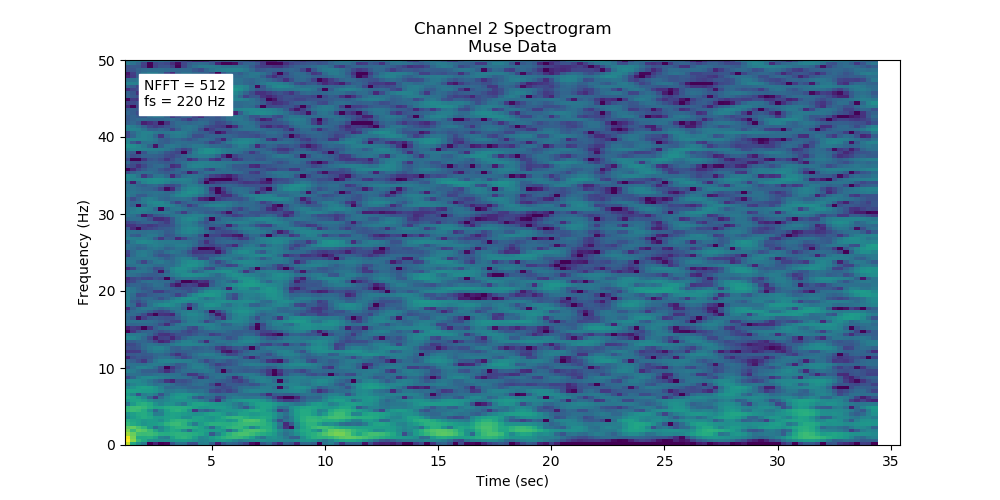 Channel 2 Spectrogram
Muse Data
NFFT = 512
fs = 220 Hz
50
40
30
20
10
0
Frequency (Hz)
5
10
15
20
25
30
35
Time (sec)